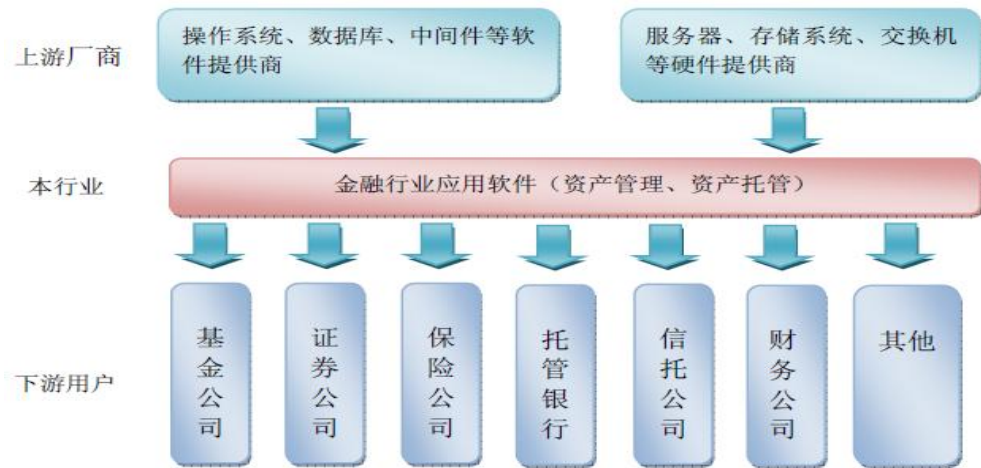 上游厂商
操作系统、数据库、中间件等软
件提供商
服务器、存储系统、交换机
等硬件提供商
本行业
金融行业应用软件（资产管理、资产托管）
下游用户
基金公司
证券公司
保险公司
托管银行
信托公司
财务公司
其他